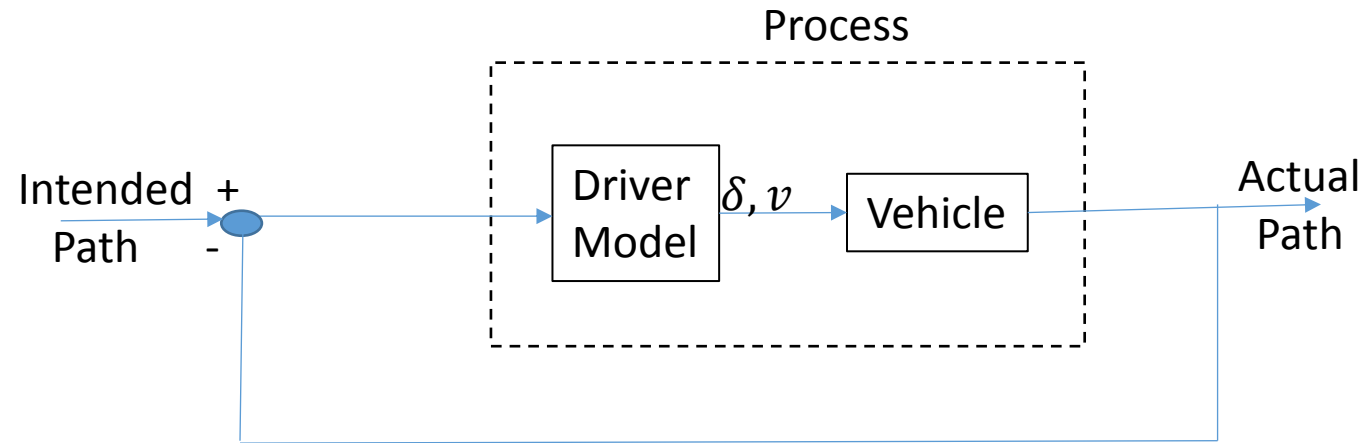 Process
Intended +
Path -
Driver
Model
δ, v
Vehicle
Actual
Path